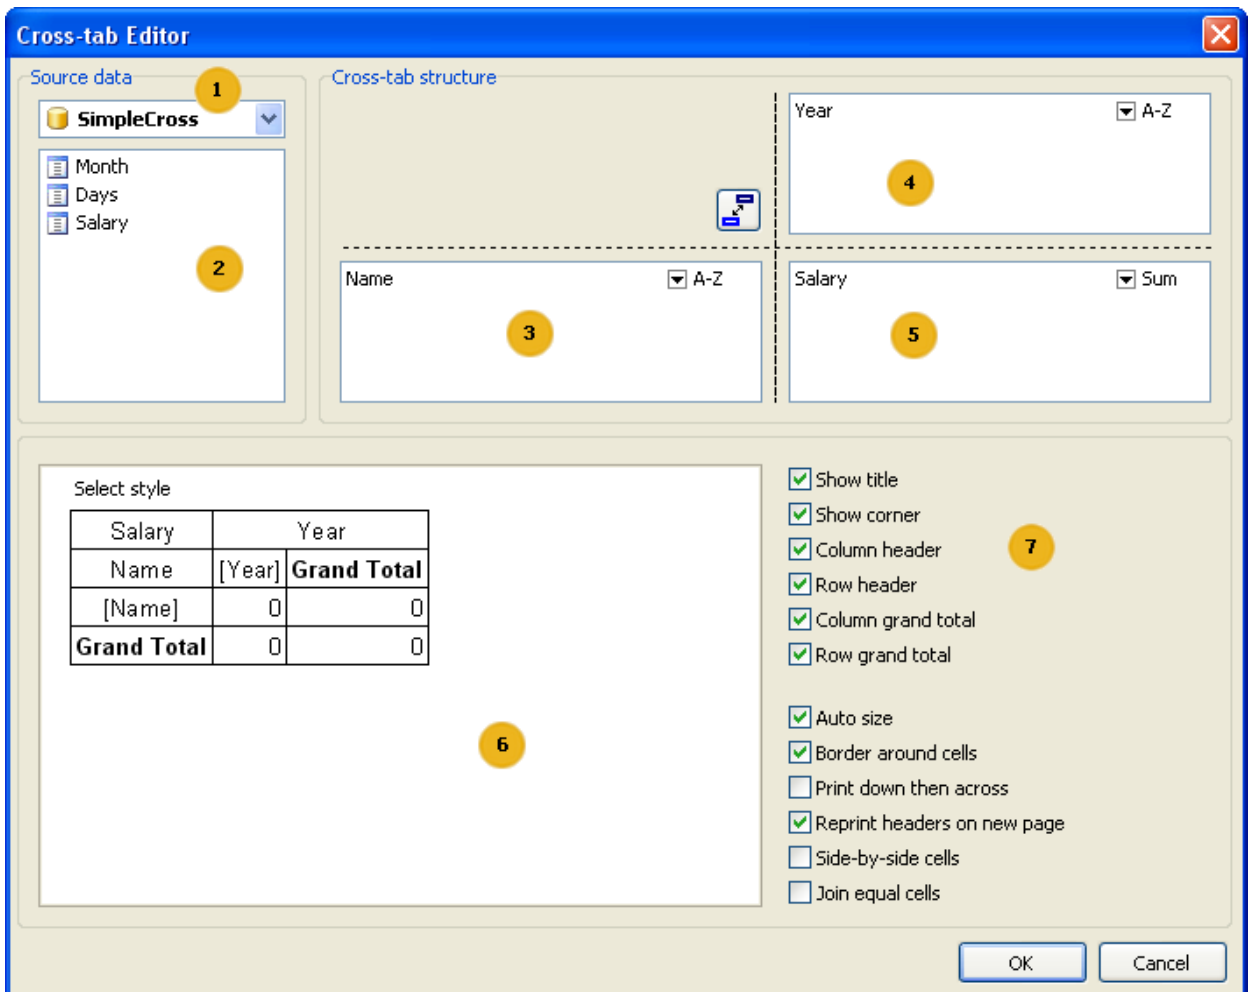 Cross-tab Editor
Source data
1
SimpleCross
Month
Days
Salary
2
Cross-tab structure
Year A-Z
4
Name A-Z
3
Salary Sum
5
Select style
Salary Year
Name [Year] Grand Total
[Name] 0 0
Grand Total 0 0
6
Show title
Show corner
Column header
7
Row header
Column grand total
Row grand total
Auto size
Border around cells
Print down then across
Reprint headers on new page
Side-by-side cells
Join equal cells
OK Cancel